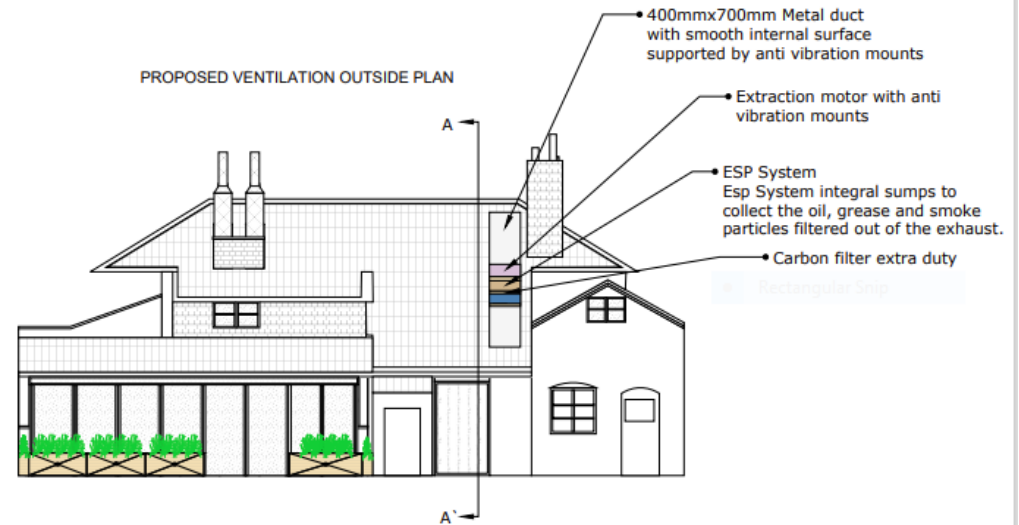 400mmx700mm Metal duct
with smooth internal surface
supported by anti vibration mounts
PROPOSED VENTILATION OUTSIDE PLAN
Extraction motor with anti
vibration mounts
A
ESP System
Esp System integral sumps to
collect the oil, grease and smoke
particles filtered out of the exhaust.
Carbon filter extra duty
Rectangular Snip
A`